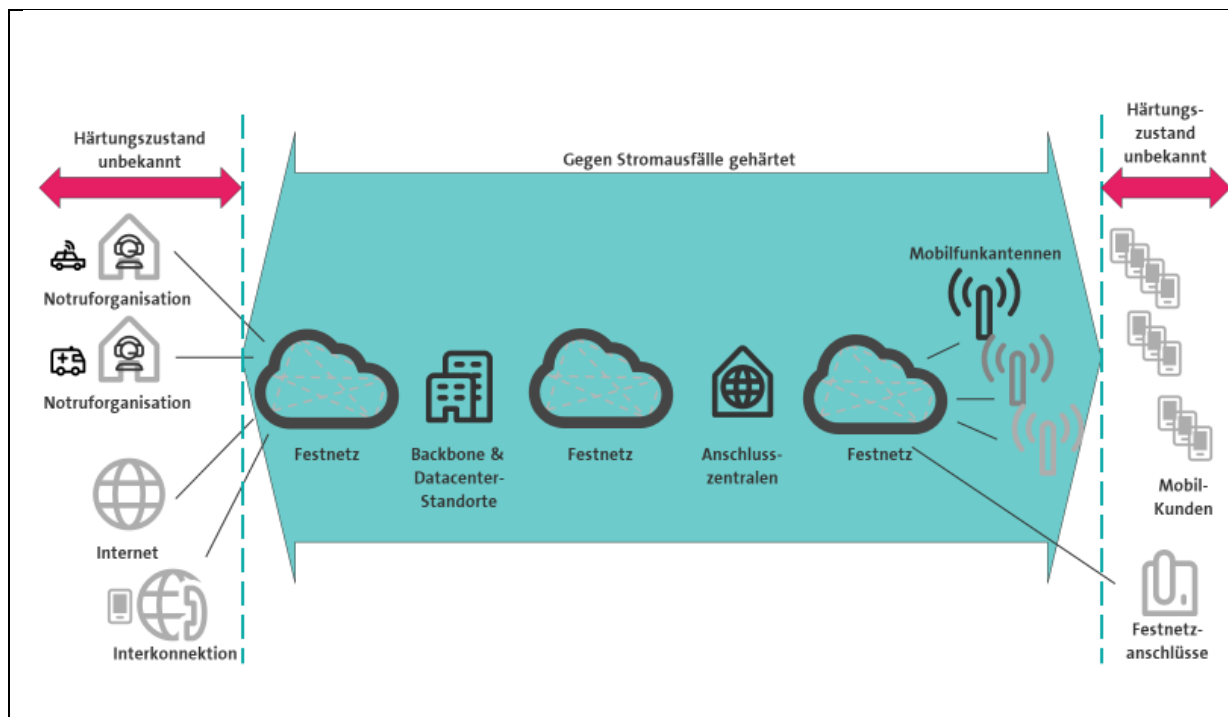 Härtungszustand
unbekannt
Gegen Stromausfälle gehärtet
Härtungs-
zustand
unbekannt
Notruforganisation
Notruforganisation
Internet
Interkonnektion
Festnetz
Backbone &
Datacenter-
Standorte
Festnetz
Anschluss-
zentralen
Festnetz
Mobilfunkantennen
Mobil-
Kunden
Festnetz-
anschlüsse